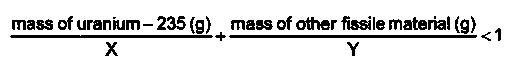 mass of uranium – 235 (g) / X + mass of other fissile material (g) / Y < 1